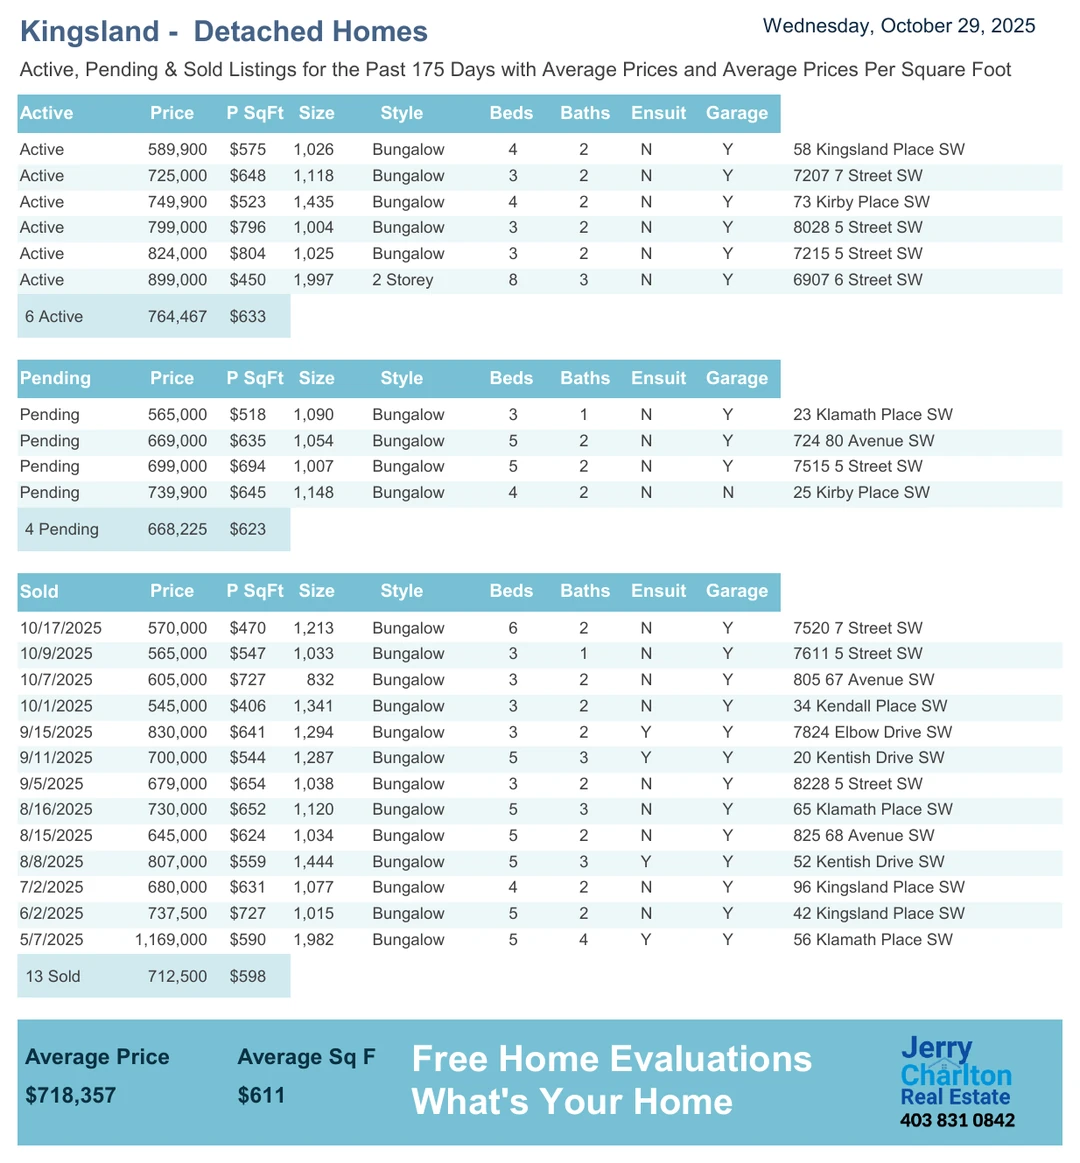 Kingsland - Detached Homes
Wednesday, October 29, 2025
Active, Pending & Sold Listings for the Past 175 Days with Average Prices and Average Prices Per Square Foot
Active Price P SqFt Size Style Beds Baths Ensuit Garage
Active 589,900 $575 1,026 Bungalow 4 2 N Y 58 Kingsland Place SW
Active 725,000 $648 1,118 Bungalow 3 2 N Y 7207 7 Street SW
Active 749,900 $523 1,435 Bungalow 4 2 N Y 73 Kirby Place SW
Active 799,000 $796 1,004 Bungalow 3 2 N Y 8028 5 Street SW
Active 824,000 $804 1,025 Bungalow 3 2 N Y 7215 5 Street SW
Active 899,000 $450 1,997 2 Storey 8 3 N Y 6907 6 Street SW
6 Active 764,467 $633
Pending Price P SqFt Size Style Beds Baths Ensuit Garage
Pending 565,000 $518 1,090 Bungalow 3 1 N Y 23 Klamath Place SW
Pending 669,000 $635 1,054 Bungalow 5 2 N Y 724 80 Avenue SW
Pending 699,000 $694 1,007 Bungalow 5 2 N Y 7515 5 Street SW
Pending 739,900 $645 1,148 Bungalow 4 2 N N 25 Kirby Place SW
4 Pending 668,225 $623
Sold Price P SqFt Size Style Beds Baths Ensuit Garage
10/17/2025 570,000 $470 1,213 Bungalow 6 2 N Y 7520 7 Street SW
10/9/2025 565,000 $547 1,033 Bungalow 3 1 N Y 7611 5 Street SW
10/7/2025 605,000 $727 832 Bungalow 3 2 N Y 805 67 Avenue SW
10/1/2025 545,000 $406 1,341 Bungalow 3 2 N Y 34 Kendall Place SW
9/15/2025 830,000 $641 1,294 Bungalow 3 2 Y Y 7824 Elbow Drive SW
9/11/2025 700,000 $544 1,287 Bungalow 5 3 Y Y 20 Kentish Drive SW
9/5/2025 679,000 $654 1,038 Bungalow 3 2 N Y 8228 5 Street SW
8/16/2025 730,000 $652 1,120 Bungalow 5 3 N Y 65 Klamath Place SW
8/15/2025 645,000 $624 1,034 Bungalow 5 2 N Y 825 68 Avenue SW
8/8/2025 807,000 $559 1,444 Bungalow 5 3 Y Y 52 Kentish Drive SW
7/2/2025 680,000 $631 1,077 Bungalow 4 2 N Y 96 Kingsland Place SW
6/2/2025 737,500 $727 1,015 Bungalow 5 2 N Y 42 Kingsland Place SW
5/7/2025 1,169,000 $590 1,982 Bungalow 5 4 Y Y 56 Klamath Place SW
13 Sold 712,500 $598
Average Price Average Sq F
$718,357 $611
Free Home Evaluations
What's Your Home
Jerry
Charlton
Real Estate
403 831 0842